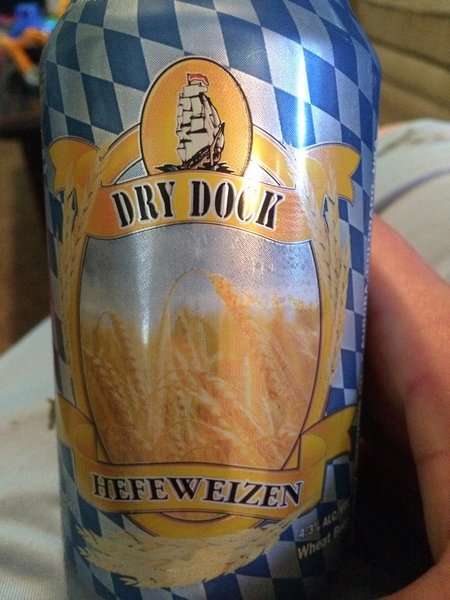 DRY DOCK
HEFEWEIZEN
4.3% ALC
Wheat